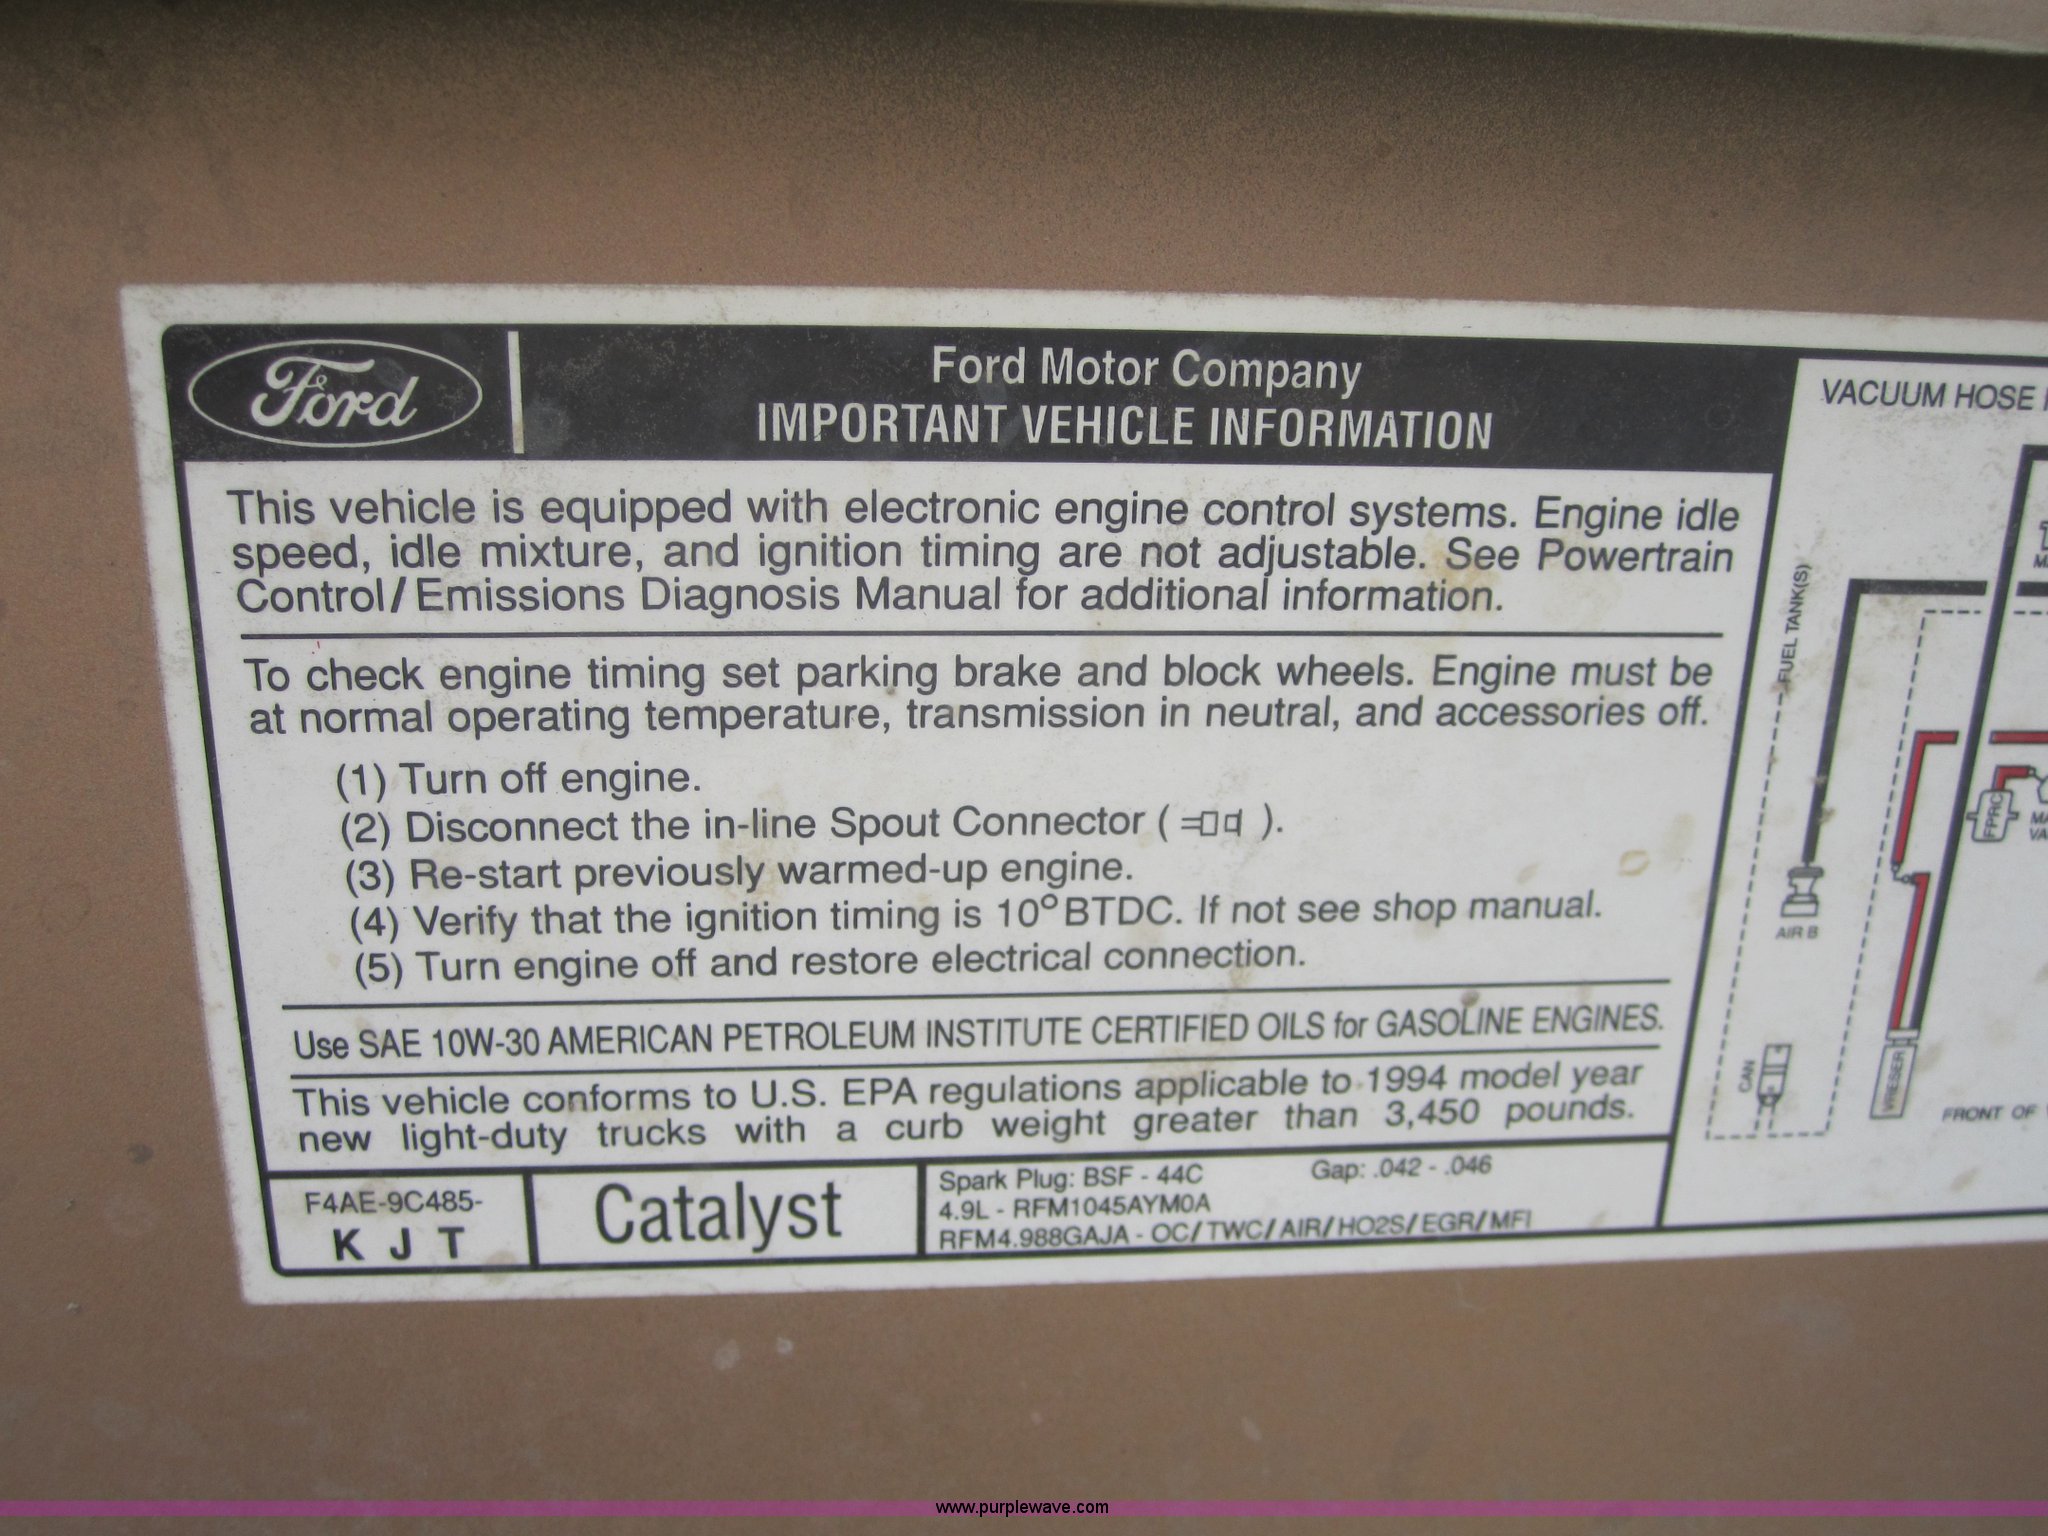 Ford
Ford Motor Company
IMPORTANT VEHICLE INFORMATION
This vehicle is equipped with electronic engine control systems. Engine idle
speed, idle mixture, and ignition timing are not adjustable. See Powertrain
Control/Emissions Diagnosis Manual for additional information.
To check engine timing set parking brake and block wheels. Engine must be
at normal operating temperature, transmission in neutral, and accessories off.
(1) Turn off engine.
(2) Disconnect the in-line Spout Connector ( ).
(3) Re-start previously warmed-up engine.
(4) Verify that the ignition timing is 10° BTDC. If not see shop manual.
(5) Turn engine off and restore electrical connection.
Use SAE 10W-30 AMERICAN PETROLEUM INSTITUTE CERTIFIED OILS for GASOLINE ENGINES.
This vehicle conforms to U.S. EPA regulations applicable to 1994 model year
new light-duty trucks with a curb weight greater than 3,450 pounds.
F4AE-9C485-
K J T
Catalyst
Spark Plug: BSF - 44C Gap: .042 - .046
4.9L - RFM1045AYM0A
RFM4.988GAJA - OC/TWC/AIR/HO2S/EGR/MFI
VACUUM HOSE
FUEL TANK(S)
AIR B
CAN
VRESER
FPRC
FRONT OF
www.purplewave.com